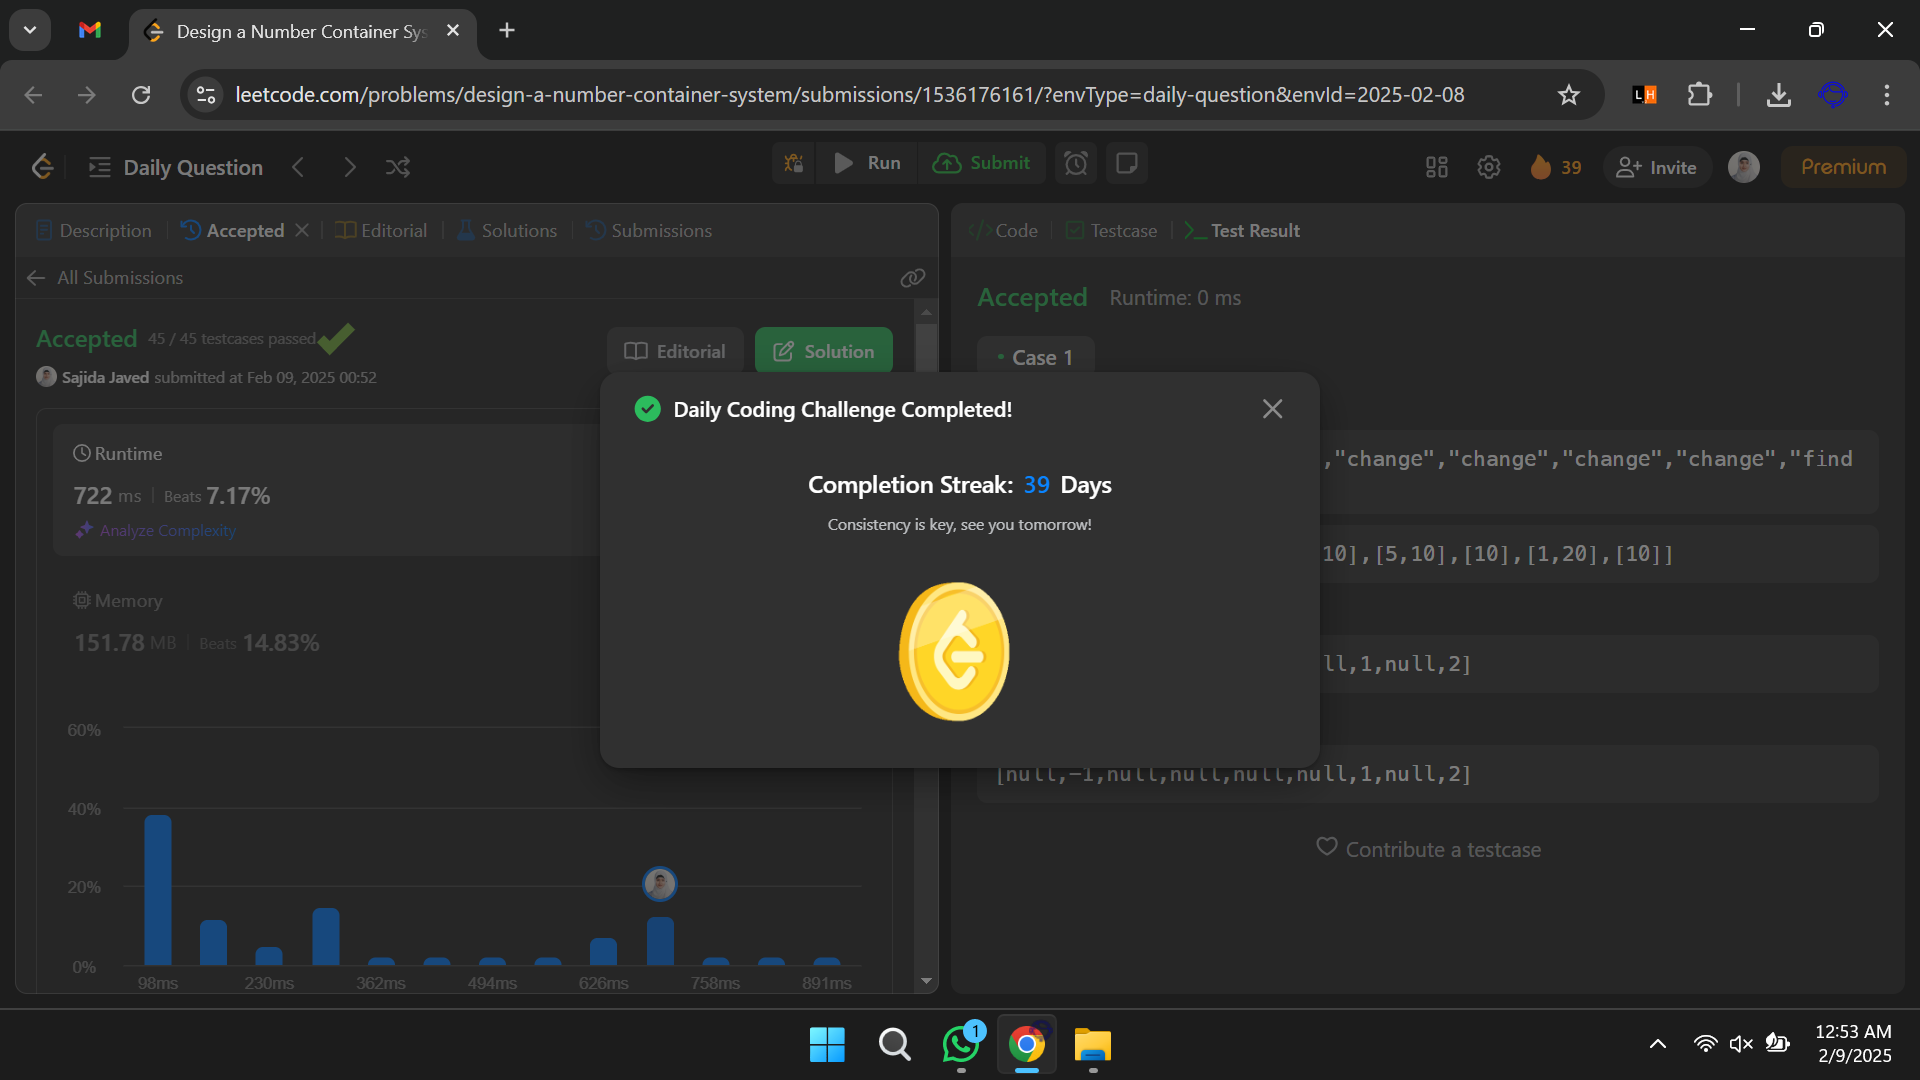 Design a Number Container Sys
leetcode.com/problems/design-a-number-container-system/submissions/1536176161/?envType=daily-question&envId=2025-02-08
LH
Daily Question
Run
Submit
39
Invite
Premium
Description
Accepted
Editorial
Solutions
Submissions
Code
Testcase
Test Result
All Submissions
Accepted
Runtime: 0 ms
Accepted 45 / 45 testcases passed
Editorial
Solution
Case 1
Sajida Javed submitted at Feb 09, 2025 00:52
Daily Coding Challenge Completed!
Completion Streak: 39 Days
Consistency is key, see you tomorrow!
Runtime
722 ms | Beats 7.17%
Analyze Complexity
Memory
151.78 MB | Beats 14.83%
,"change","change","change","change","find
10],[5,10],[10],[1,20],[10]]
ll,1,null,2]
[null,-1,null,null,null,null,1,null,2]
Contribute a testcase
60%
40%
20%
0%
98ms 230ms 362ms 494ms 626ms 758ms 891ms
1
12:53 AM
2/9/2025